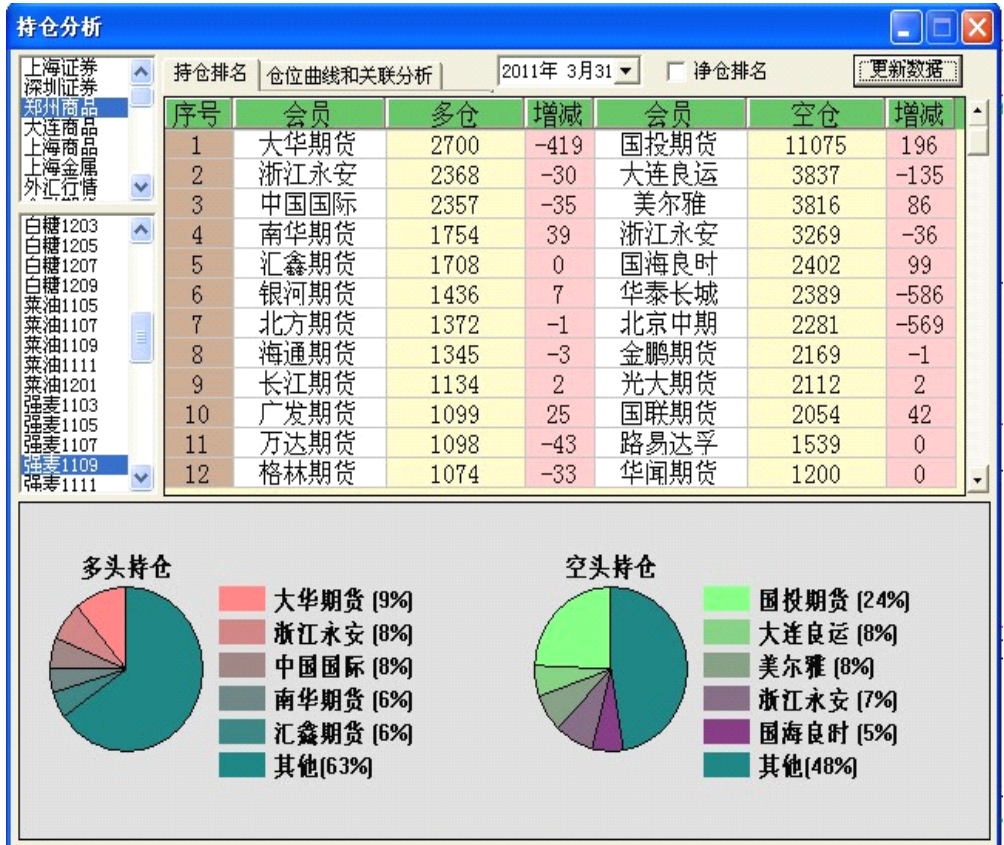 持仓分析
上海证券
深圳证券
郑州商品
大连商品
上海商品
上海金属
外汇行情
白糖1203
白糖1205
白糖1207
白糖1209
菜油1105
菜油1107
菜油1109
菜油1111
菜油1201
强麦1103
强麦1105
强麦1107
强麦1109
强麦1111
持仓排名 仓位曲线和关联分析 2011年 3月31 净仓排名 更新数据
序号 会员 多仓 增减 会员 空仓 增减
1 大华期货 2700 -419 国投期货 11075 196
2 浙江永安 2368 -30 大连良运 3837 -135
3 中国国际 2357 -35 美尔雅 3816 86
4 南华期货 1754 39 浙江永安 3269 -36
5 汇鑫期货 1708 0 国海良时 2402 99
6 银河期货 1436 7 华泰长城 2389 -586
7 北方期货 1372 -1 北京中期 2281 -569
8 海通期货 1345 -3 金鹏期货 2169 -1
9 长江期货 1134 2 光大期货 2112 2
10 广发期货 1099 25 国联期货 2054 42
11 万达期货 1098 -43 路易达孚 1539 0
12 格林期货 1074 -33 华闻期货 1200 0
多头持仓
大华期货 (9%)
浙江永安 (8%)
中国国际 (8%)
南华期货 (6%)
汇鑫期货 (6%)
其他(63%)
空头持仓
国投期货 (24%)
大连良运 (8%)
美尔雅 (8%)
浙江永安 (7%)
国海良时 (5%)
其他(48%)